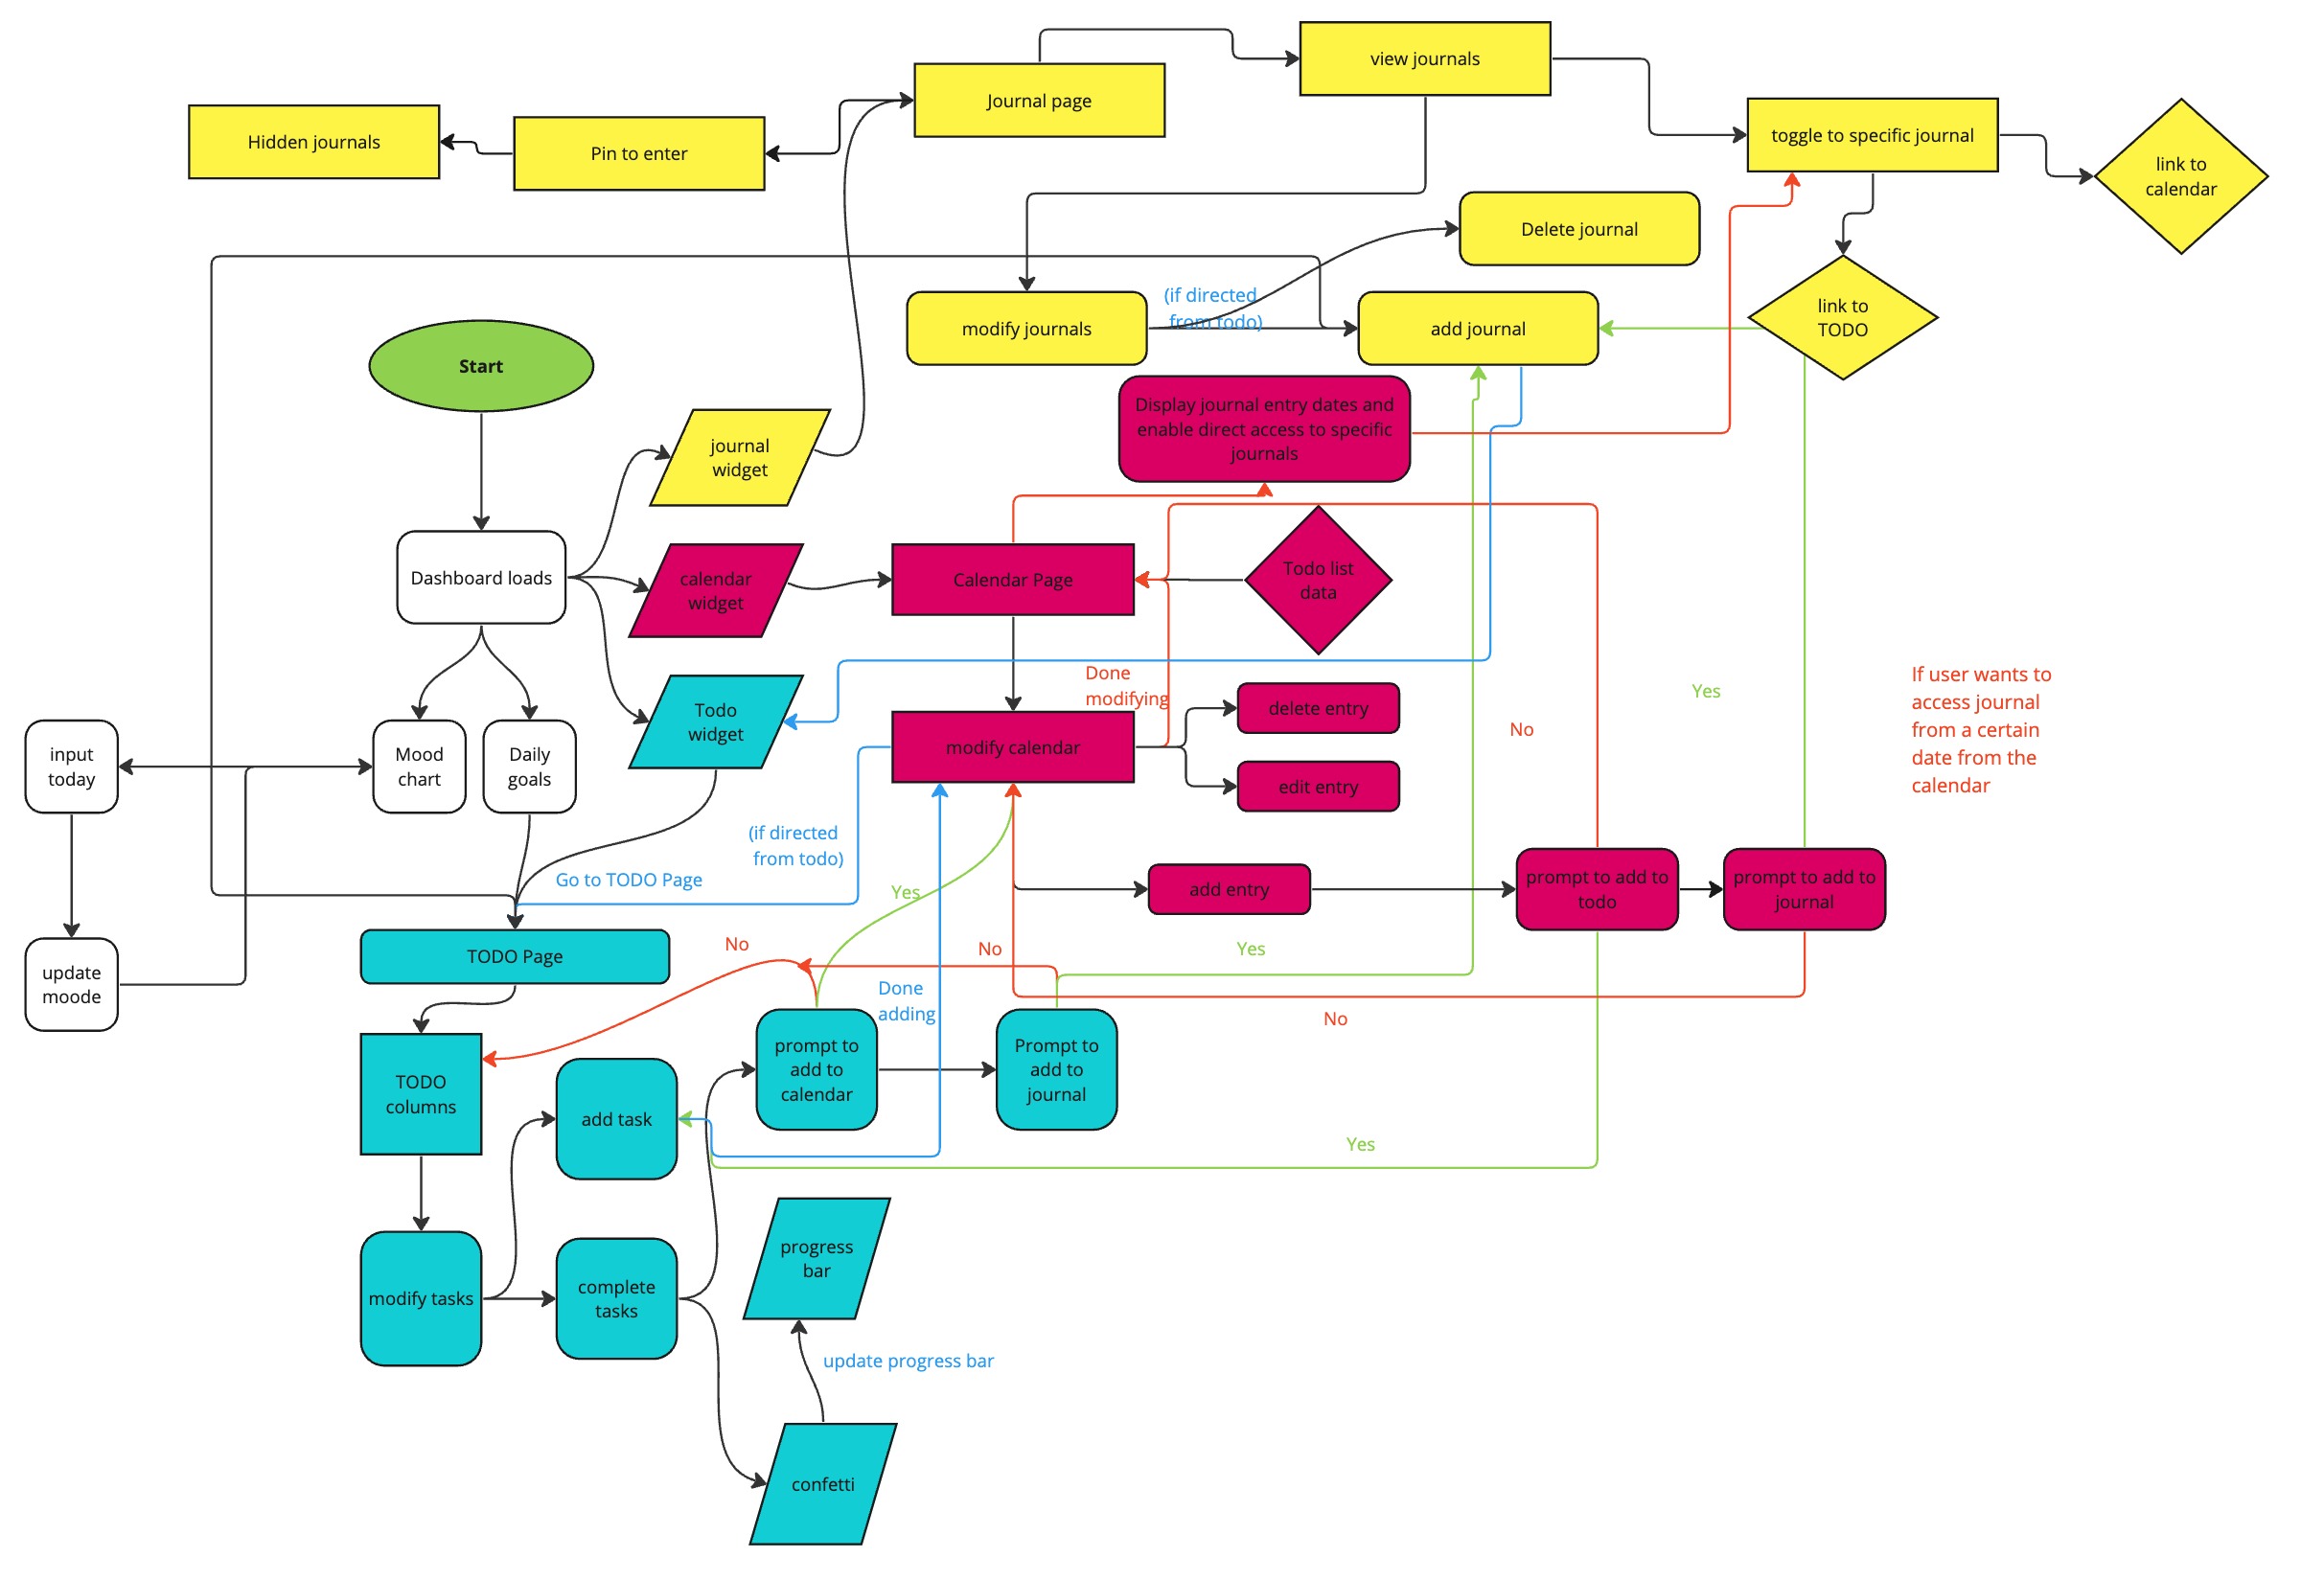 view journals
Journal page
Hidden journals
Pin to enter
toggle to specific journal
link to
calendar
Delete journal
(if directed
from todo)
modify journals
add journal
link to
TODO
Start
Display journal entry dates and
enable direct access to specific
journals
journal
widget
Dashboard loads
calendar
widget
Calendar Page
Todo list
data
Done
modifying
Todo
widget
delete entry
modify calendar
edit entry
No
Yes
If user wants to
access journal
from a certain
date from the
calendar
input
today
Mood
chart
Daily
goals
(if directed
from todo)
Go to TODO Page
Yes
add entry
prompt to add to
todo
prompt to add to
journal
TODO Page
No
No
Yes
update
moode
Done
adding
No
TODO
columns
add task
prompt to
add to
calendar
Prompt to
add to
journal
Yes
modify tasks
complete
tasks
progress
bar
update progress bar
confetti